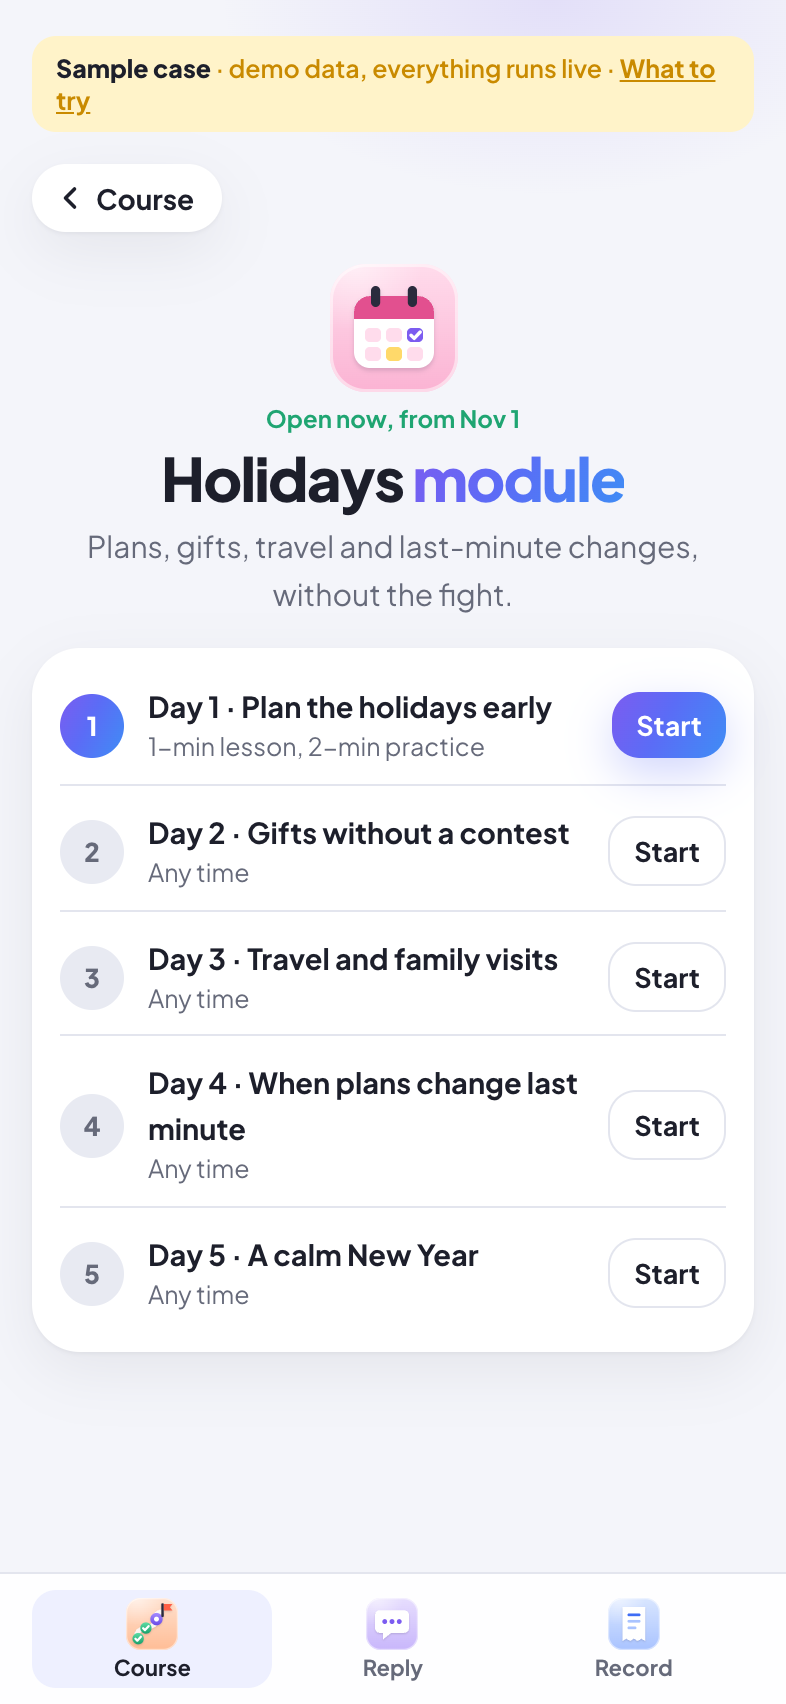 Sample case · demo data, everything runs live · What to
try
Course
Open now, from Nov 1
Holidays module
Plans, gifts, travel and last-minute changes,
without the fight.
1
Day 1 · Plan the holidays early
1–min lesson, 2–min practice
Start
2
Day 2 · Gifts without a contest
Any time
Start
3
Day 3 · Travel and family visits
Any time
Start
4
Day 4 · When plans change last
minute
Any time
Start
5
Day 5 · A calm New Year
Any time
Start
Course
Reply
Record